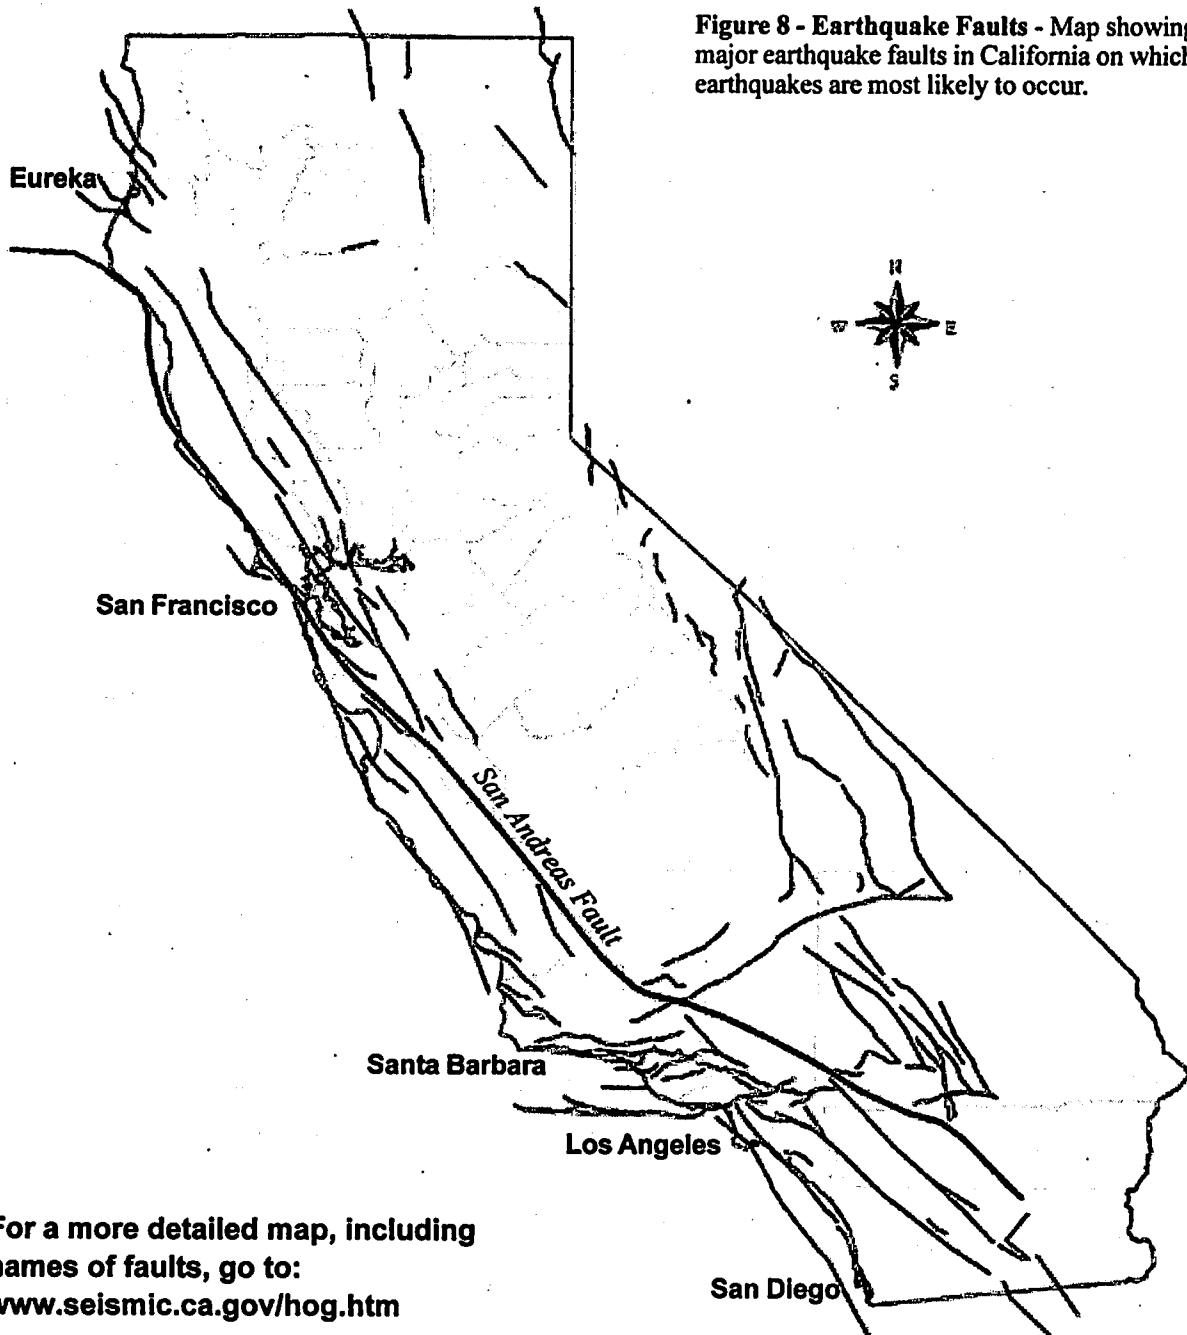 Figure 8 - Earthquake Faults - Map showing
major earthquake faults in California on which
earthquakes are most likely to occur.
Eureka
N
W E
S
San Francisco
San Andreas Fault
Santa Barbara
Los Angeles
For a more detailed map, including
names of faults, go to:
www.seismic.ca.gov/hog.htm
San Diego